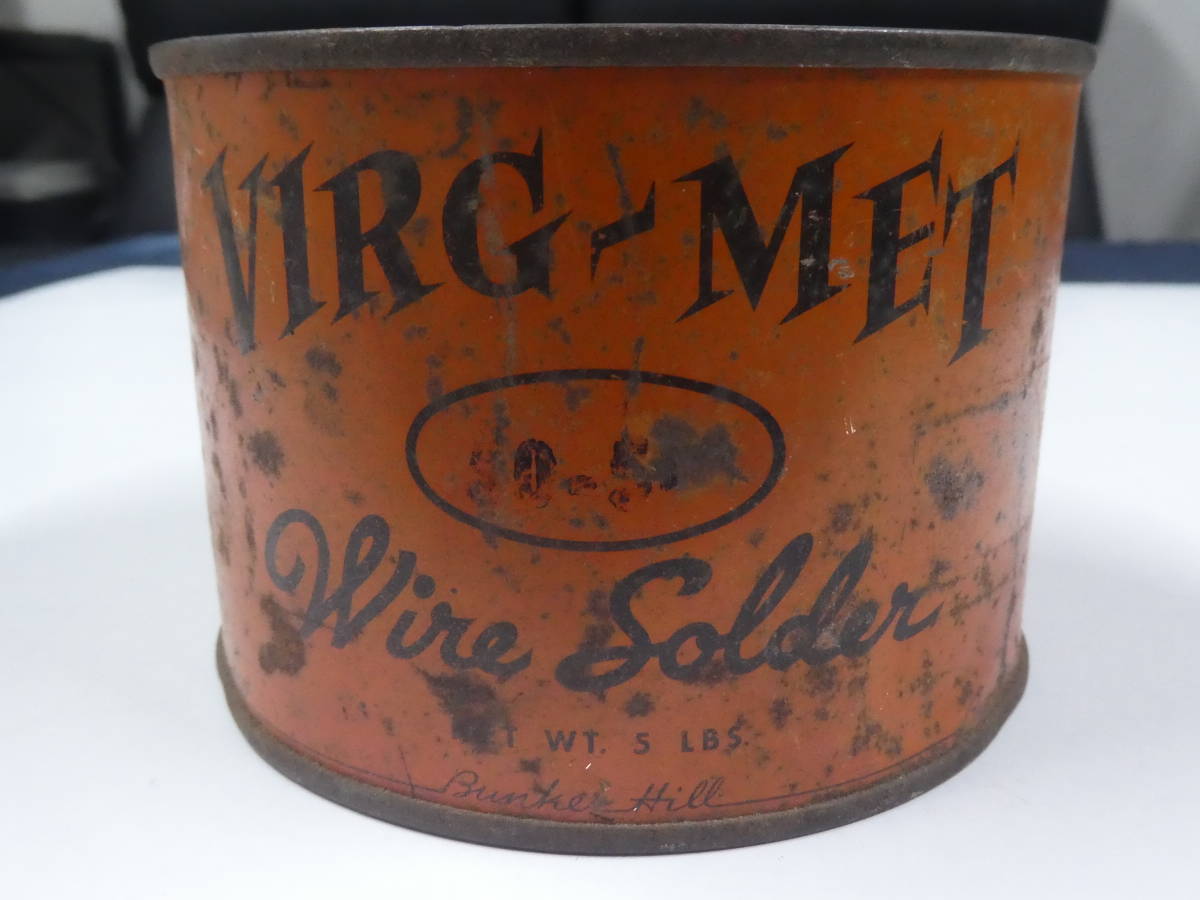 VIRG-MET
Wire Solder
WT. 5 LBS.
Bunker Hill